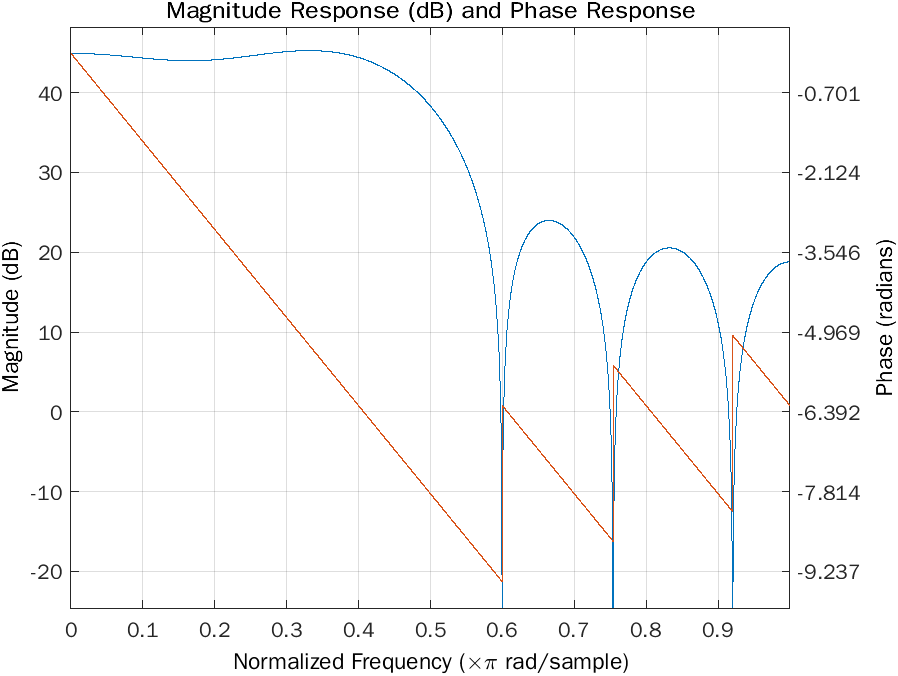 Magnitude Response (dB) and Phase Response
Magnitude (dB)
40
30
20
10
0
-10
-20
-0.701
-2.124
-3.546
-4.969
-6.392
-7.814
-9.237
Phase (radians)
0 0.1 0.2 0.3 0.4 0.5 0.6 0.7 0.8 0.9
Normalized Frequency (×π rad/sample)